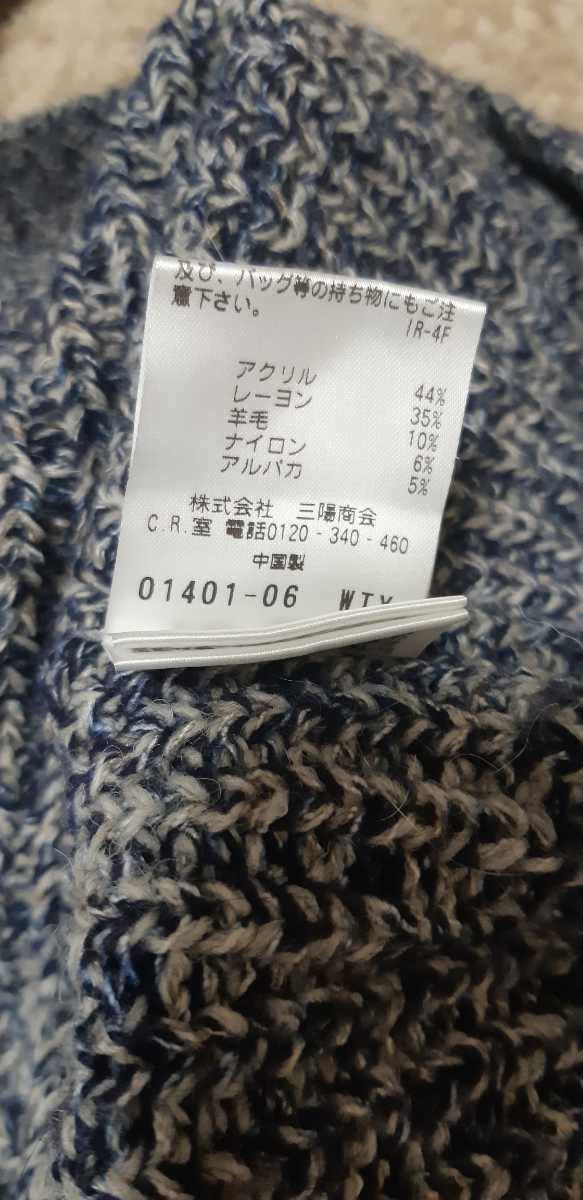 及び、バッグ等の持ち物にもご注
意下さい。
IR-4F
アクリル 44%
レーヨン 35%
羊毛 10%
ナイロン 6%
アルパカ 5%
株式会社 三陽商会
C.R.室 電話0120-340-460
中国製
01401-06